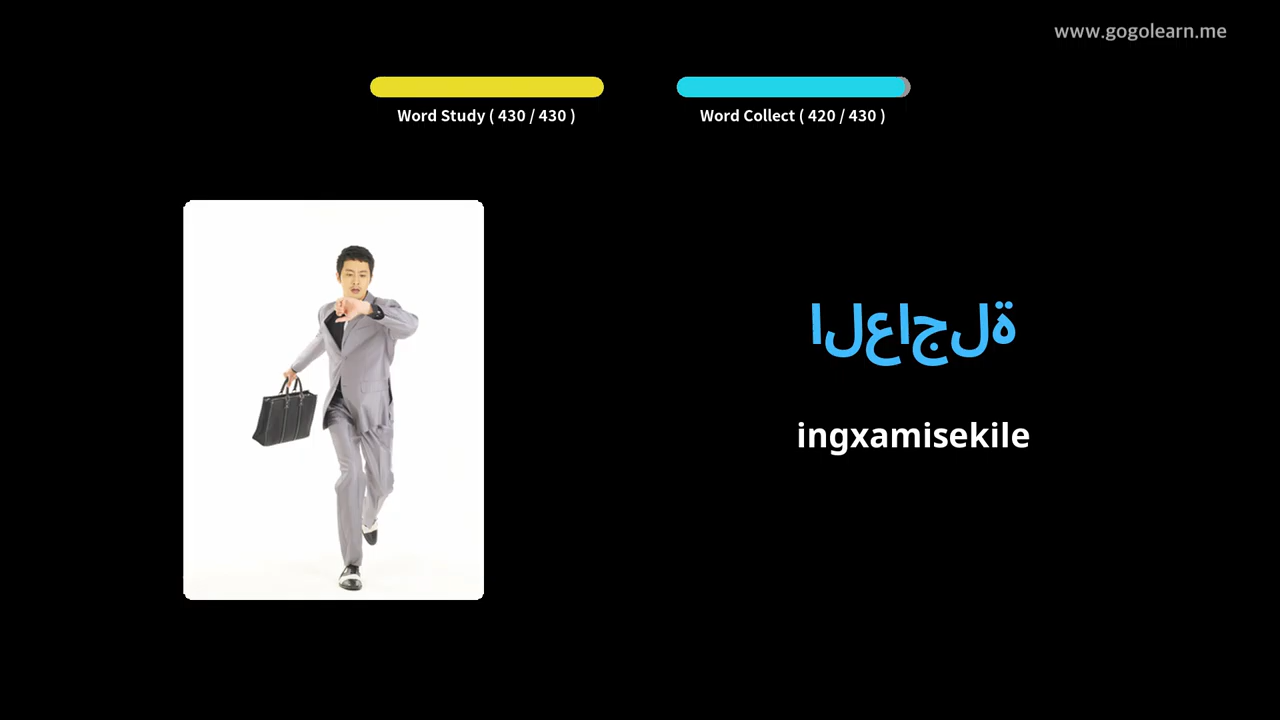 www.gogolearn.me
Word Study ( 430 / 430 )
Word Collect ( 420 / 430 )
العاجلة
ingxamisekile